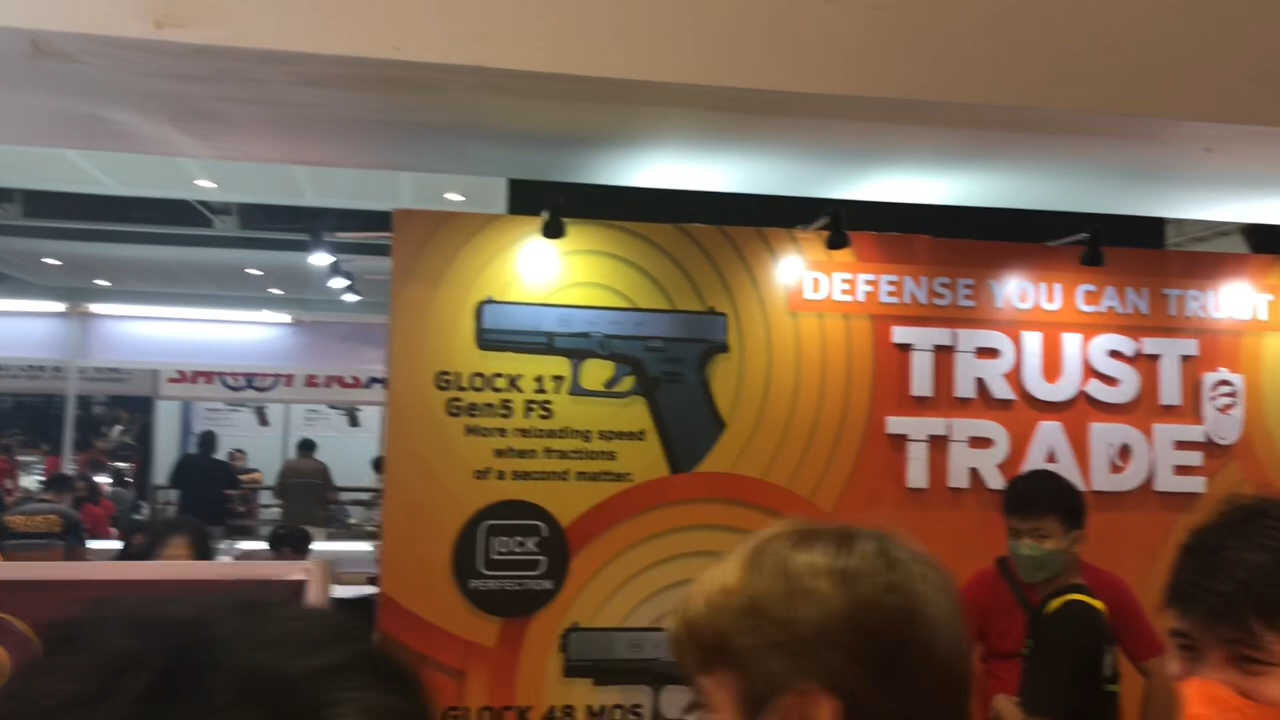 GLOCK 17
Gen5 FS
More reloading speed
when fractions
of a second matter.
GLOCK
PERFECTION
GLOCK 48 MOS
DEFENSE YOU CAN TRUST
TRUST
TRADE